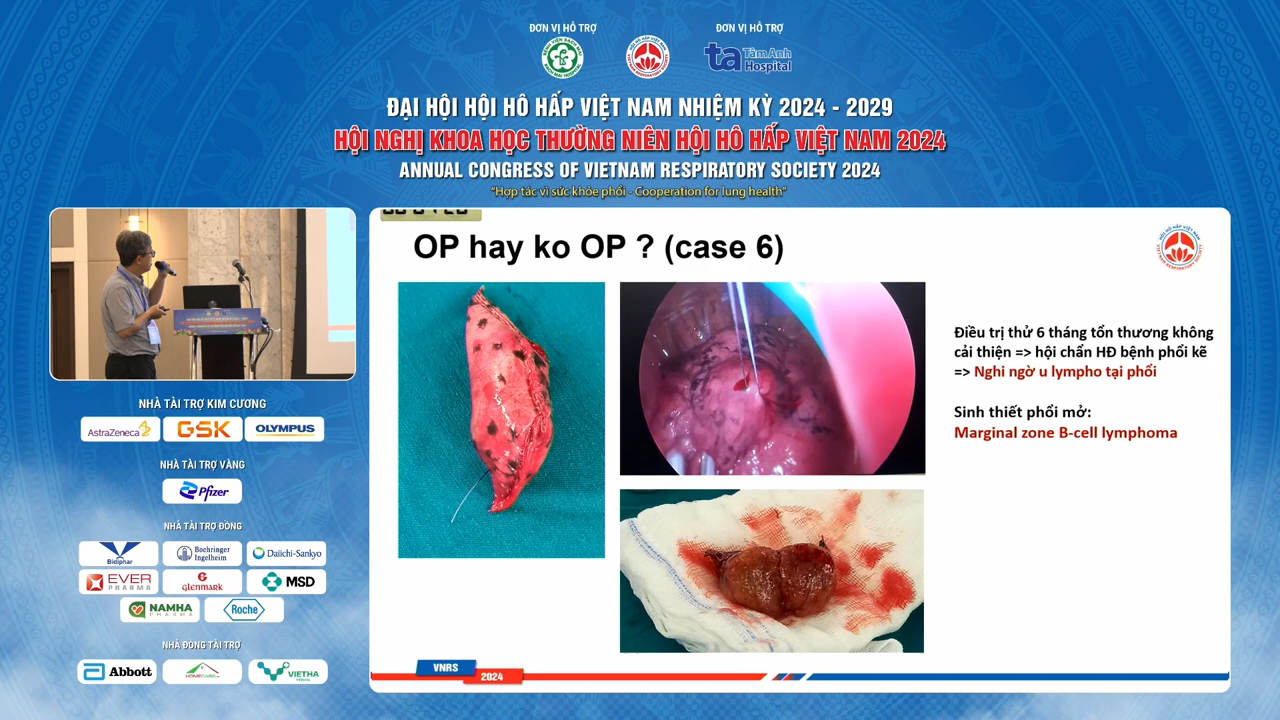 ĐƠN VỊ HỖ TRỢ
ĐƠN VỊ HỖ TRỢ
ta TâmAnh
Hospital
ĐẠI HỘI HỘI HÔ HẤP VIỆT NAM NHIỆM KỲ 2024 - 2029
HỘI NGHỊ KHOA HỌC THƯỜNG NIÊN HỘI HÔ HẤP VIỆT NAM 2024
ANNUAL CONGRESS OF VIETNAM RESPIRATORY SOCIETY 2024
"Hợp tác vì sức khỏe phổi - Cooperation for lung health"
OP hay ko OP ? (case 6)
Điều trị thử 6 tháng tổn thương không
cải thiện => hội chẩn HĐ bệnh phổi kẽ
=> Nghi ngờ u lympho tại phổi
Sinh thiết phổi mở:
Marginal zone B-cell lymphoma
VNRS
2024
NHÀ TÀI TRỢ KIM CƯƠNG
AstraZeneca
GSK
OLYMPUS
NHÀ TÀI TRỢ VÀNG
Pfizer
NHÀ TÀI TRỢ ĐỒNG
Bidiphar
Boehringer
Ingelheim
Daiichi-Sankyo
EVER
PHARMA
GLENMARK
MSD
NAMHA
PHARMA
Roche
NHÀ ĐỒNG TÀI TRỢ
Abbott
VIETHA